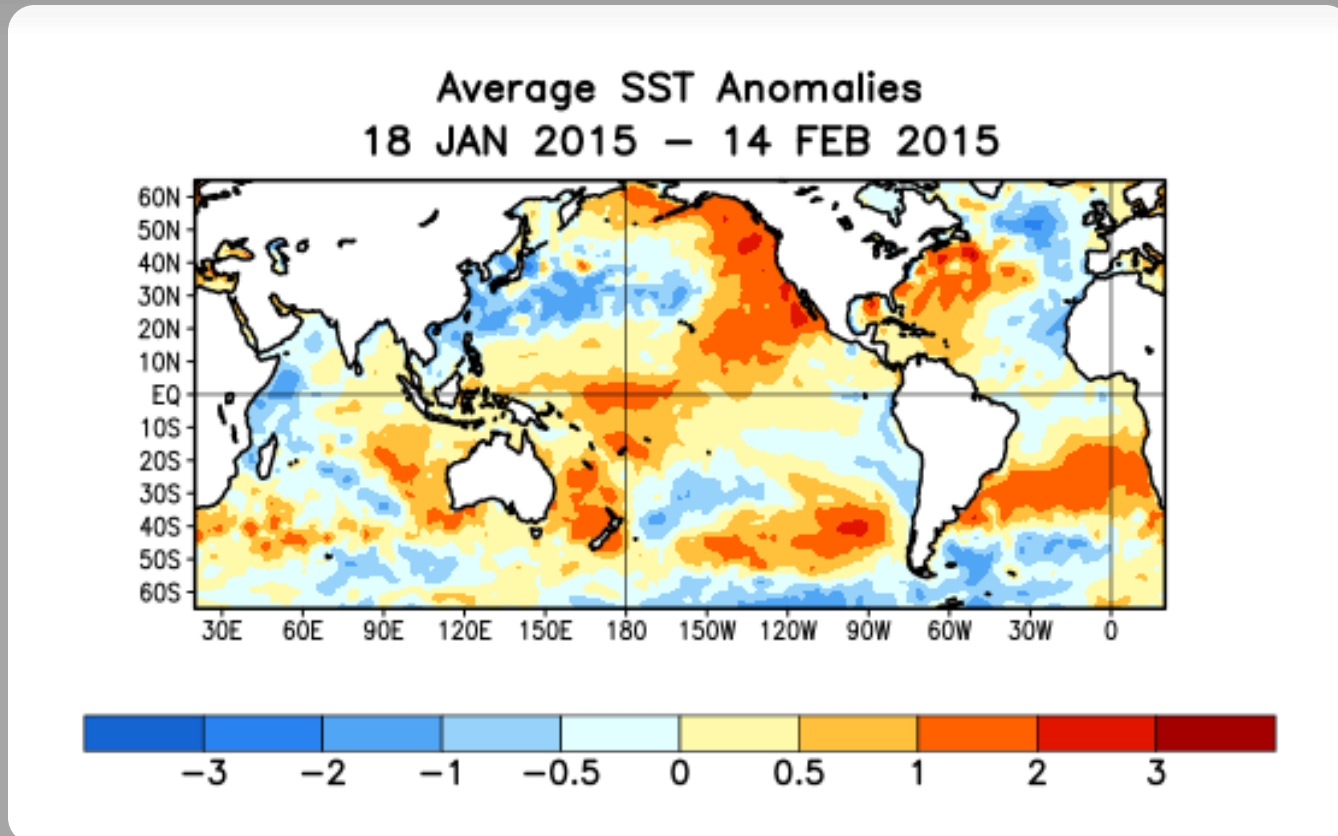 Average SST Anomalies
18 JAN 2015 – 14 FEB 2015
60N
50N
40N
30N
20N
10N
EQ
10S
20S
30S
40S
50S
60S
30E 60E 90E 120E 150E 180 150W 120W 90W 60W 30W 0
−3 −2 −1 −0.5 0 0.5 1 2 3